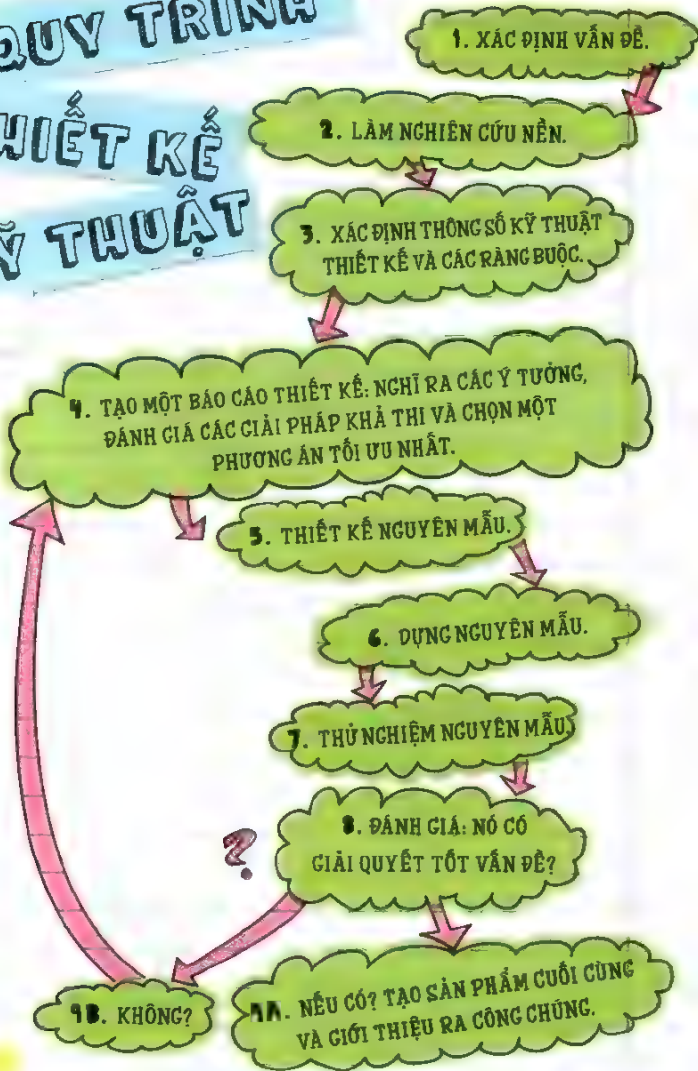 QUY TRÌNH
HIẾT KẾ
Ỹ THUẬT
1. XÁC ĐỊNH VẤN ĐỀ.
2. LÀM NGHIÊN CỨU NỀN.
3. XÁC ĐỊNH THÔNG SỐ KỸ THUẬT
THIẾT KẾ VÀ CÁC RÀNG BUỘC.
4. TẠO MỘT BÁO CÁO THIẾT KẾ: NGHĨ RA CÁC Ý TƯỞNG,
ĐÁNH GIÁ CÁC GIẢI PHÁP KHẢ THI VÀ CHỌN MỘT
PHƯƠNG ÁN TỐI ƯU NHẤT.
5. THIẾT KẾ NGUYÊN MẪU.
6. DỰNG NGUYÊN MẪU.
7. THỬ NGHIỆM NGUYÊN MẪU.
8. ĐÁNH GIÁ: NÓ CÓ
GIẢI QUYẾT TỐT VẤN ĐỀ?
?
9B. KHÔNG?
9A. NẾU CÓ? TẠO SẢN PHẨM CUỐI CÙNG
VÀ GIỚI THIỆU RA CÔNG CHÚNG.